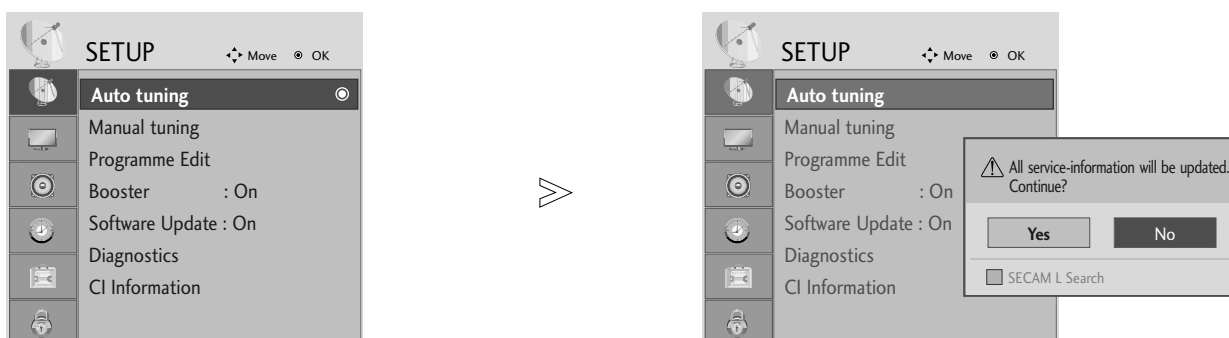 SETUP Move OK
Auto tuning
Manual tuning
Programme Edit
Booster : On
Software Update : On
Diagnostics
CI Information
SETUP Move OK
Auto tuning
Manual tuning
Programme Edit
Booster : On
Software Update : On
Diagnostics
CI Information
All service-information will be updated.
Continue?
Yes No
SECAM L Search